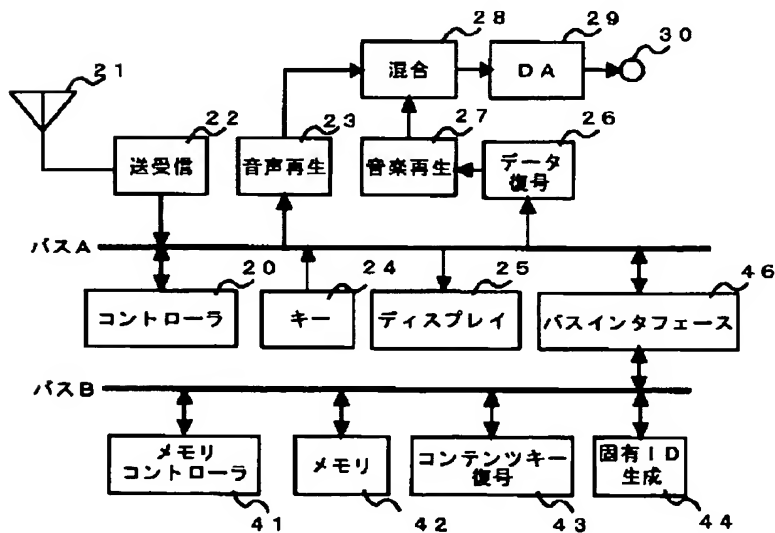 28
29
30
21
混合
DA
22
23
27
26
送受信
音声再生
音楽再生
データ
復号
バスA
20
24
25
46
コントローラ
キー
ディスプレイ
バスインタフェース
バスB
メモリ
コントローラ
メモリ
コンテンツキー
復号
固有ID
生成
41
42
43
44